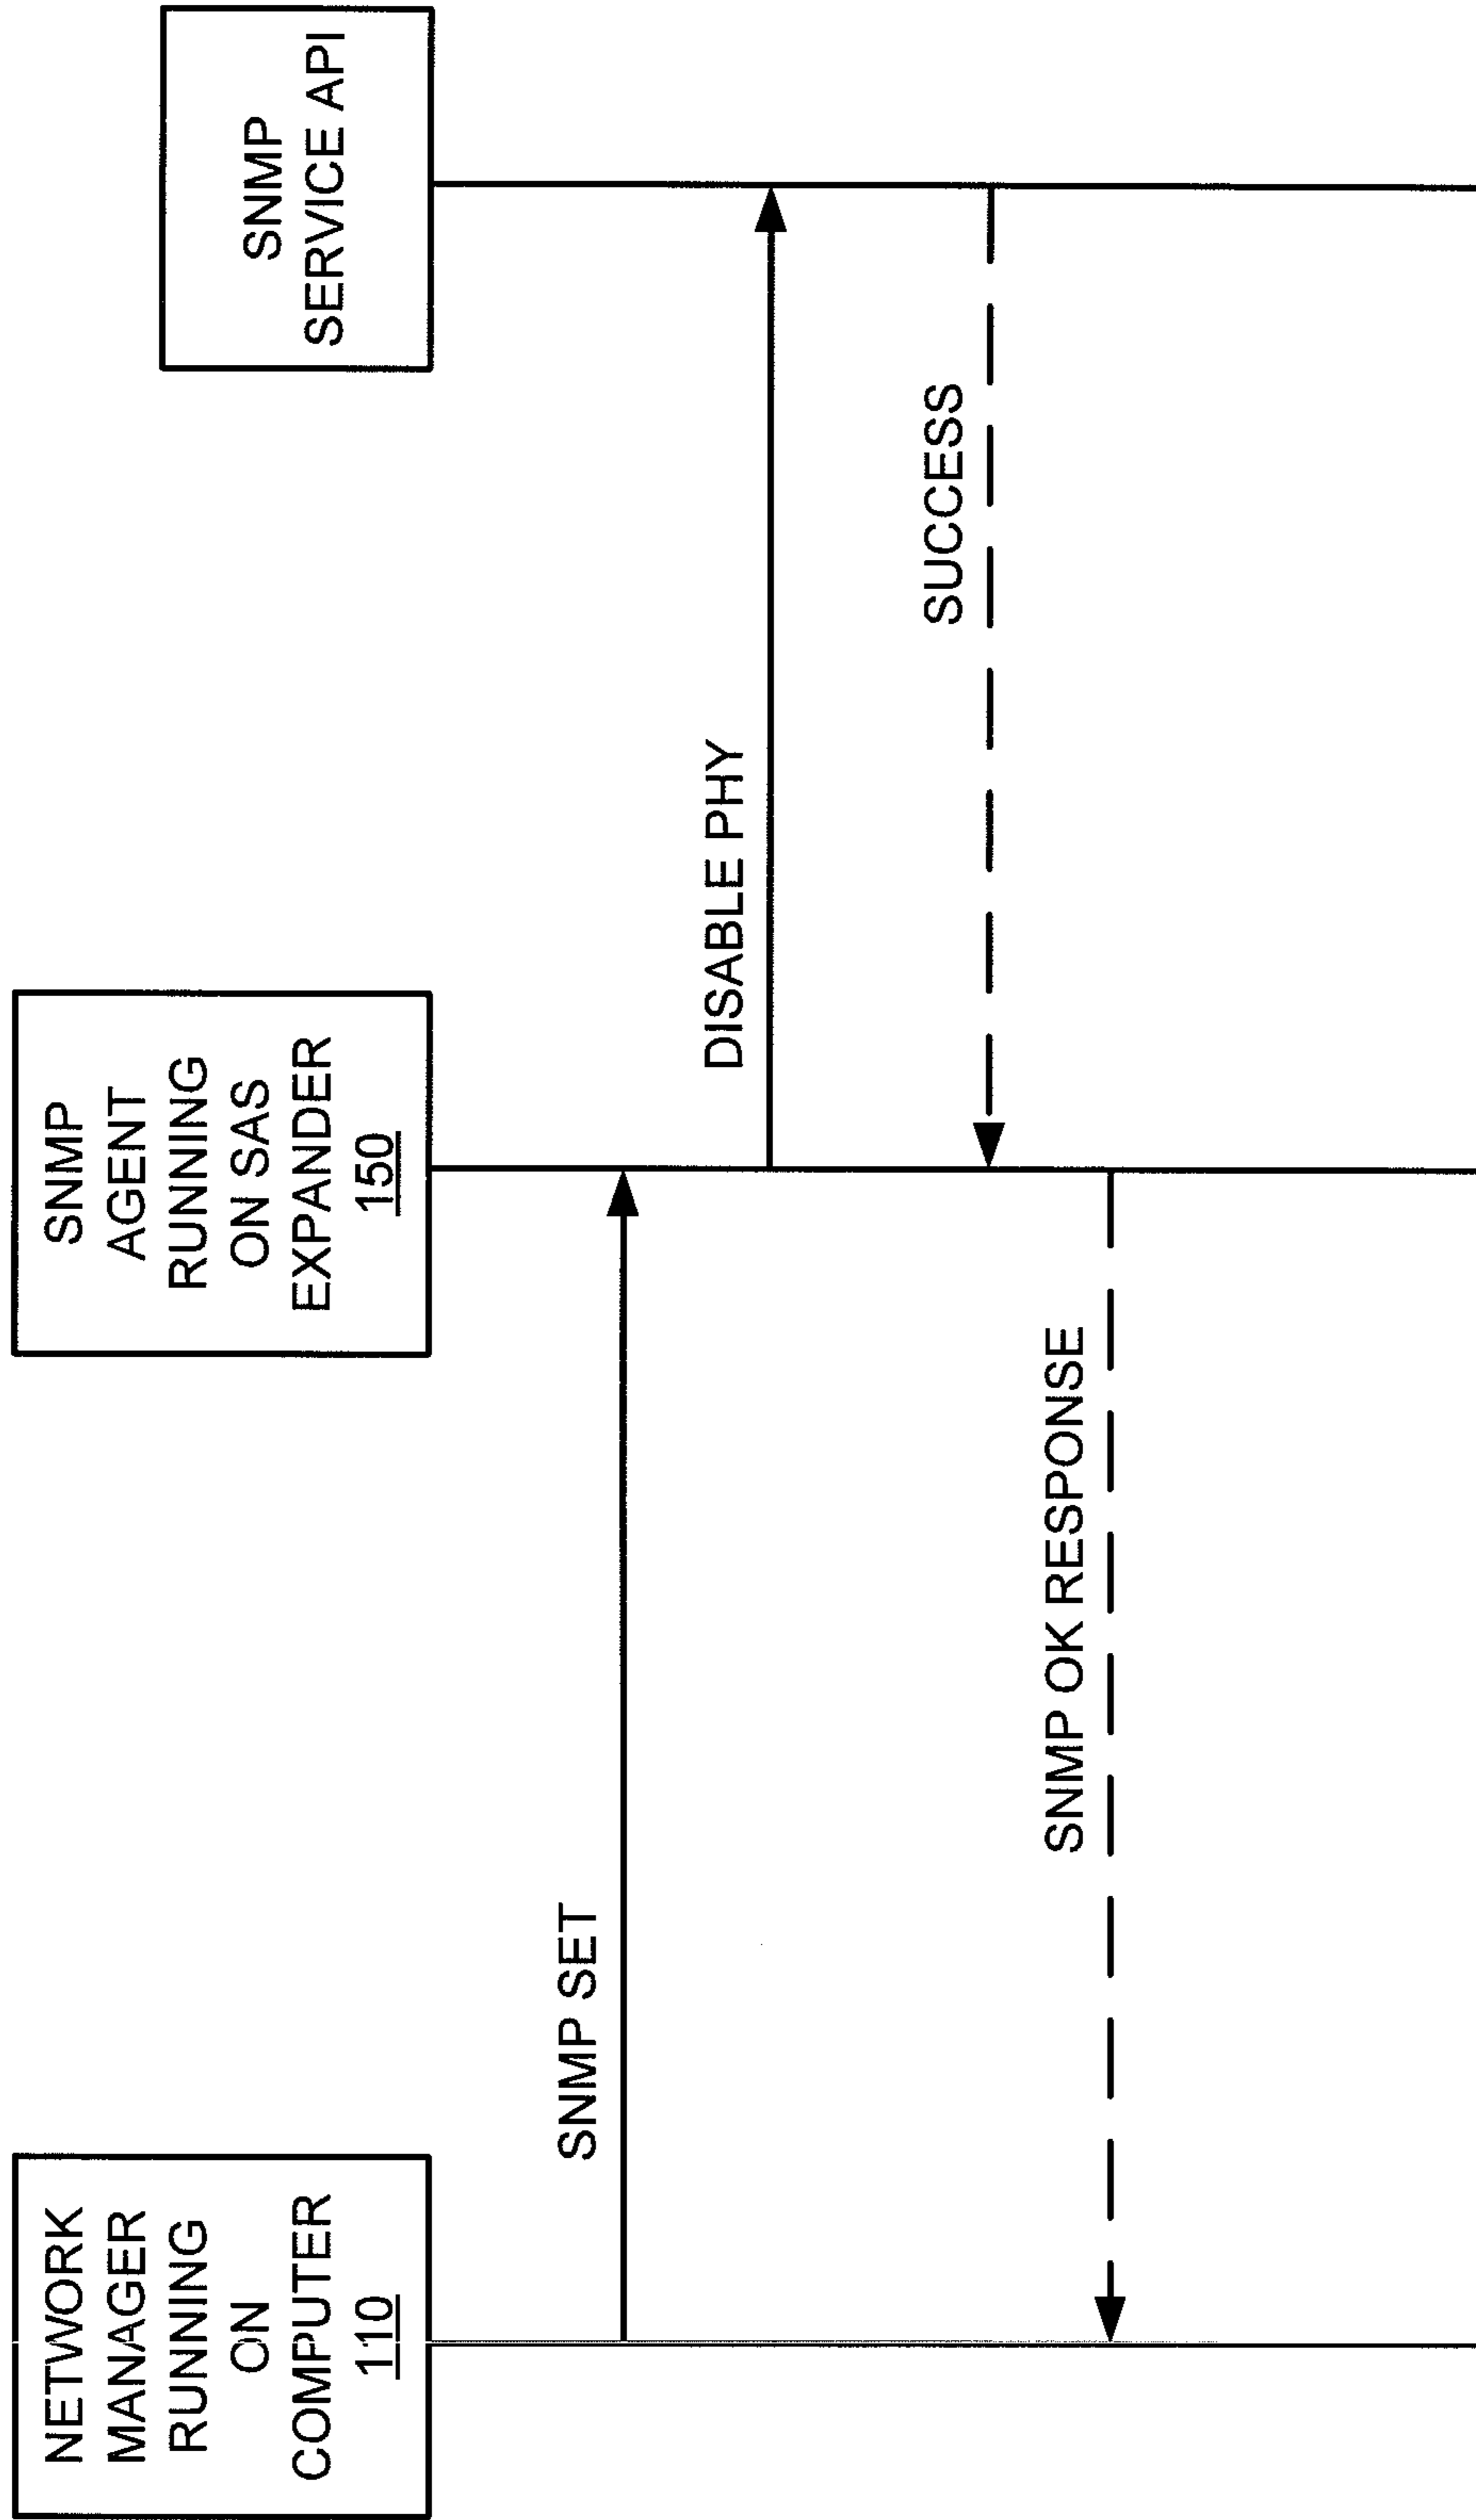 NETWORK
MANAGER
RUNNING
ON
COMPUTER
110
SNMP
AGENT
RUNNING
ON SAS
EXPANDER
150
SNMP
SERVICE API
SNMP SET
DISABLE PHY
SUCCESS
SNMP OK RESPONSE